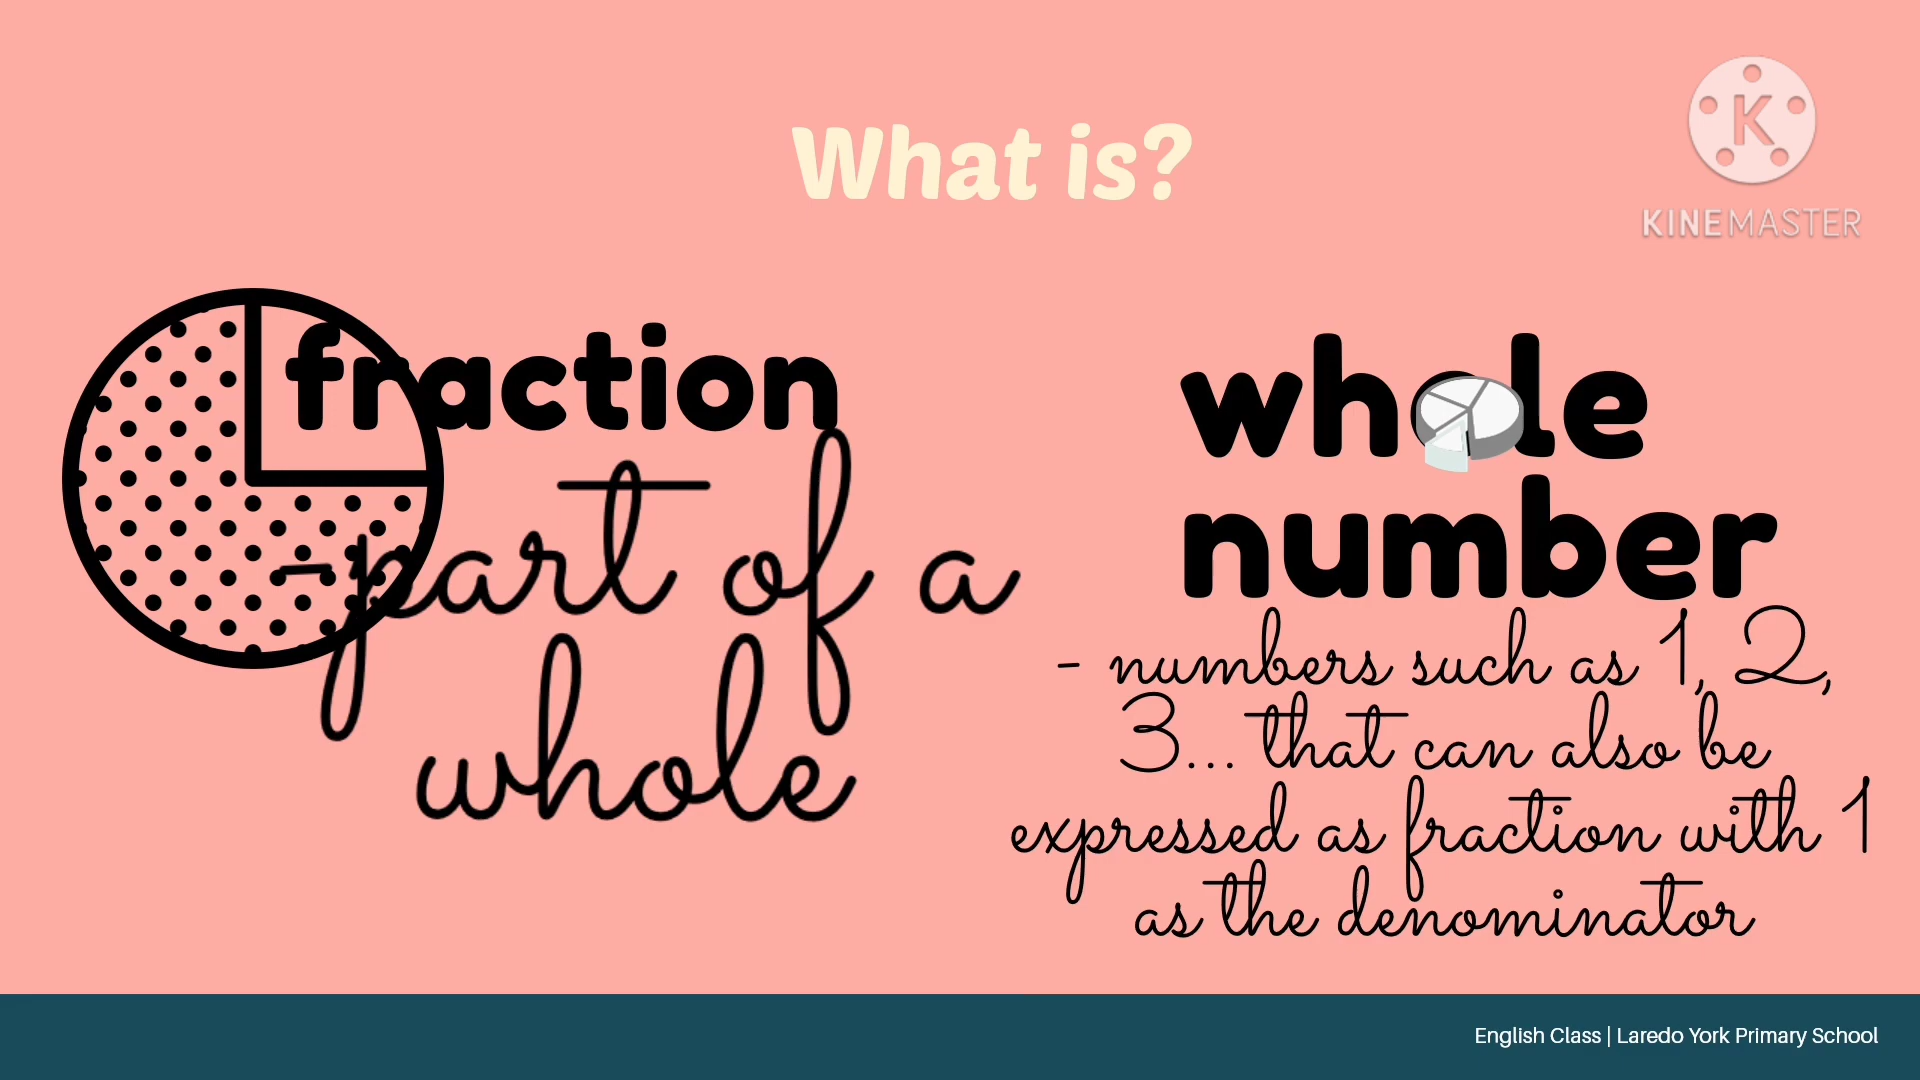 What is?
K
KINEMASTER
fraction
-part of a
whole
whole
number
- numbers such as 1, 2,
3... that can also be
expressed as fraction with 1
as the denominator
English Class | Laredo York Primary School